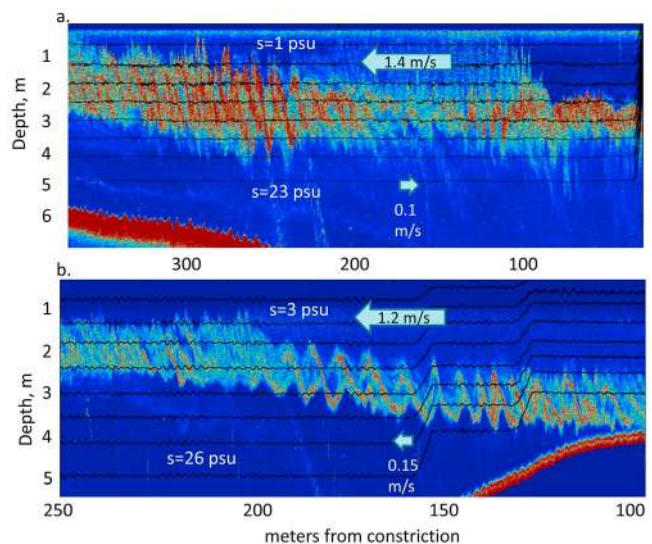 a.
s=1 psu
1.4 m/s
1
2
3
4
5
6
Depth, m
s=23 psu
0.1
m/s
300
200
100
b.
s=3 psu
1.2 m/s
1
2
3
4
5
Depth, m
s=26 psu
0.15
m/s
250
200
150
100
meters from constriction